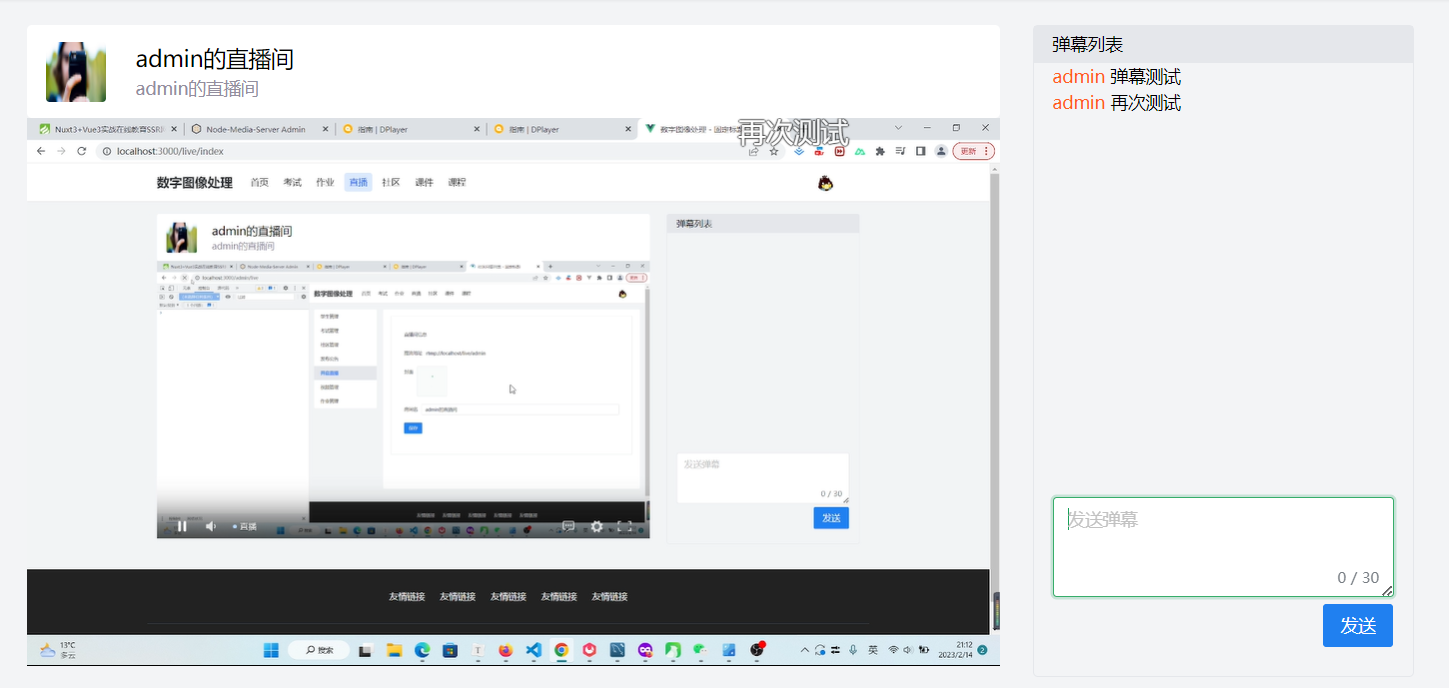 admin的直播间
admin的直播间
弹幕列表
admin 弹幕测试
admin 再次测试
Nuxt3+Vue3实战在线教育SSR
Node-Media-Server Admin
指南 | DPlayer
指南 | DPlayer
数字图像处理 - 固定标
再次测试
localhost:3000/live/index
更新
数字图像处理
首页 考试 作业 直播 社区 课件 课程
admin的直播间
admin的直播间
弹幕列表
数字图像处理
直播
发送弹幕
0 / 30
发送
友情链接 友情链接 友情链接 友情链接 友情链接
13°C
多云
搜索
英
21:12
2023/2/14
2
发送弹幕
0 / 30
发送